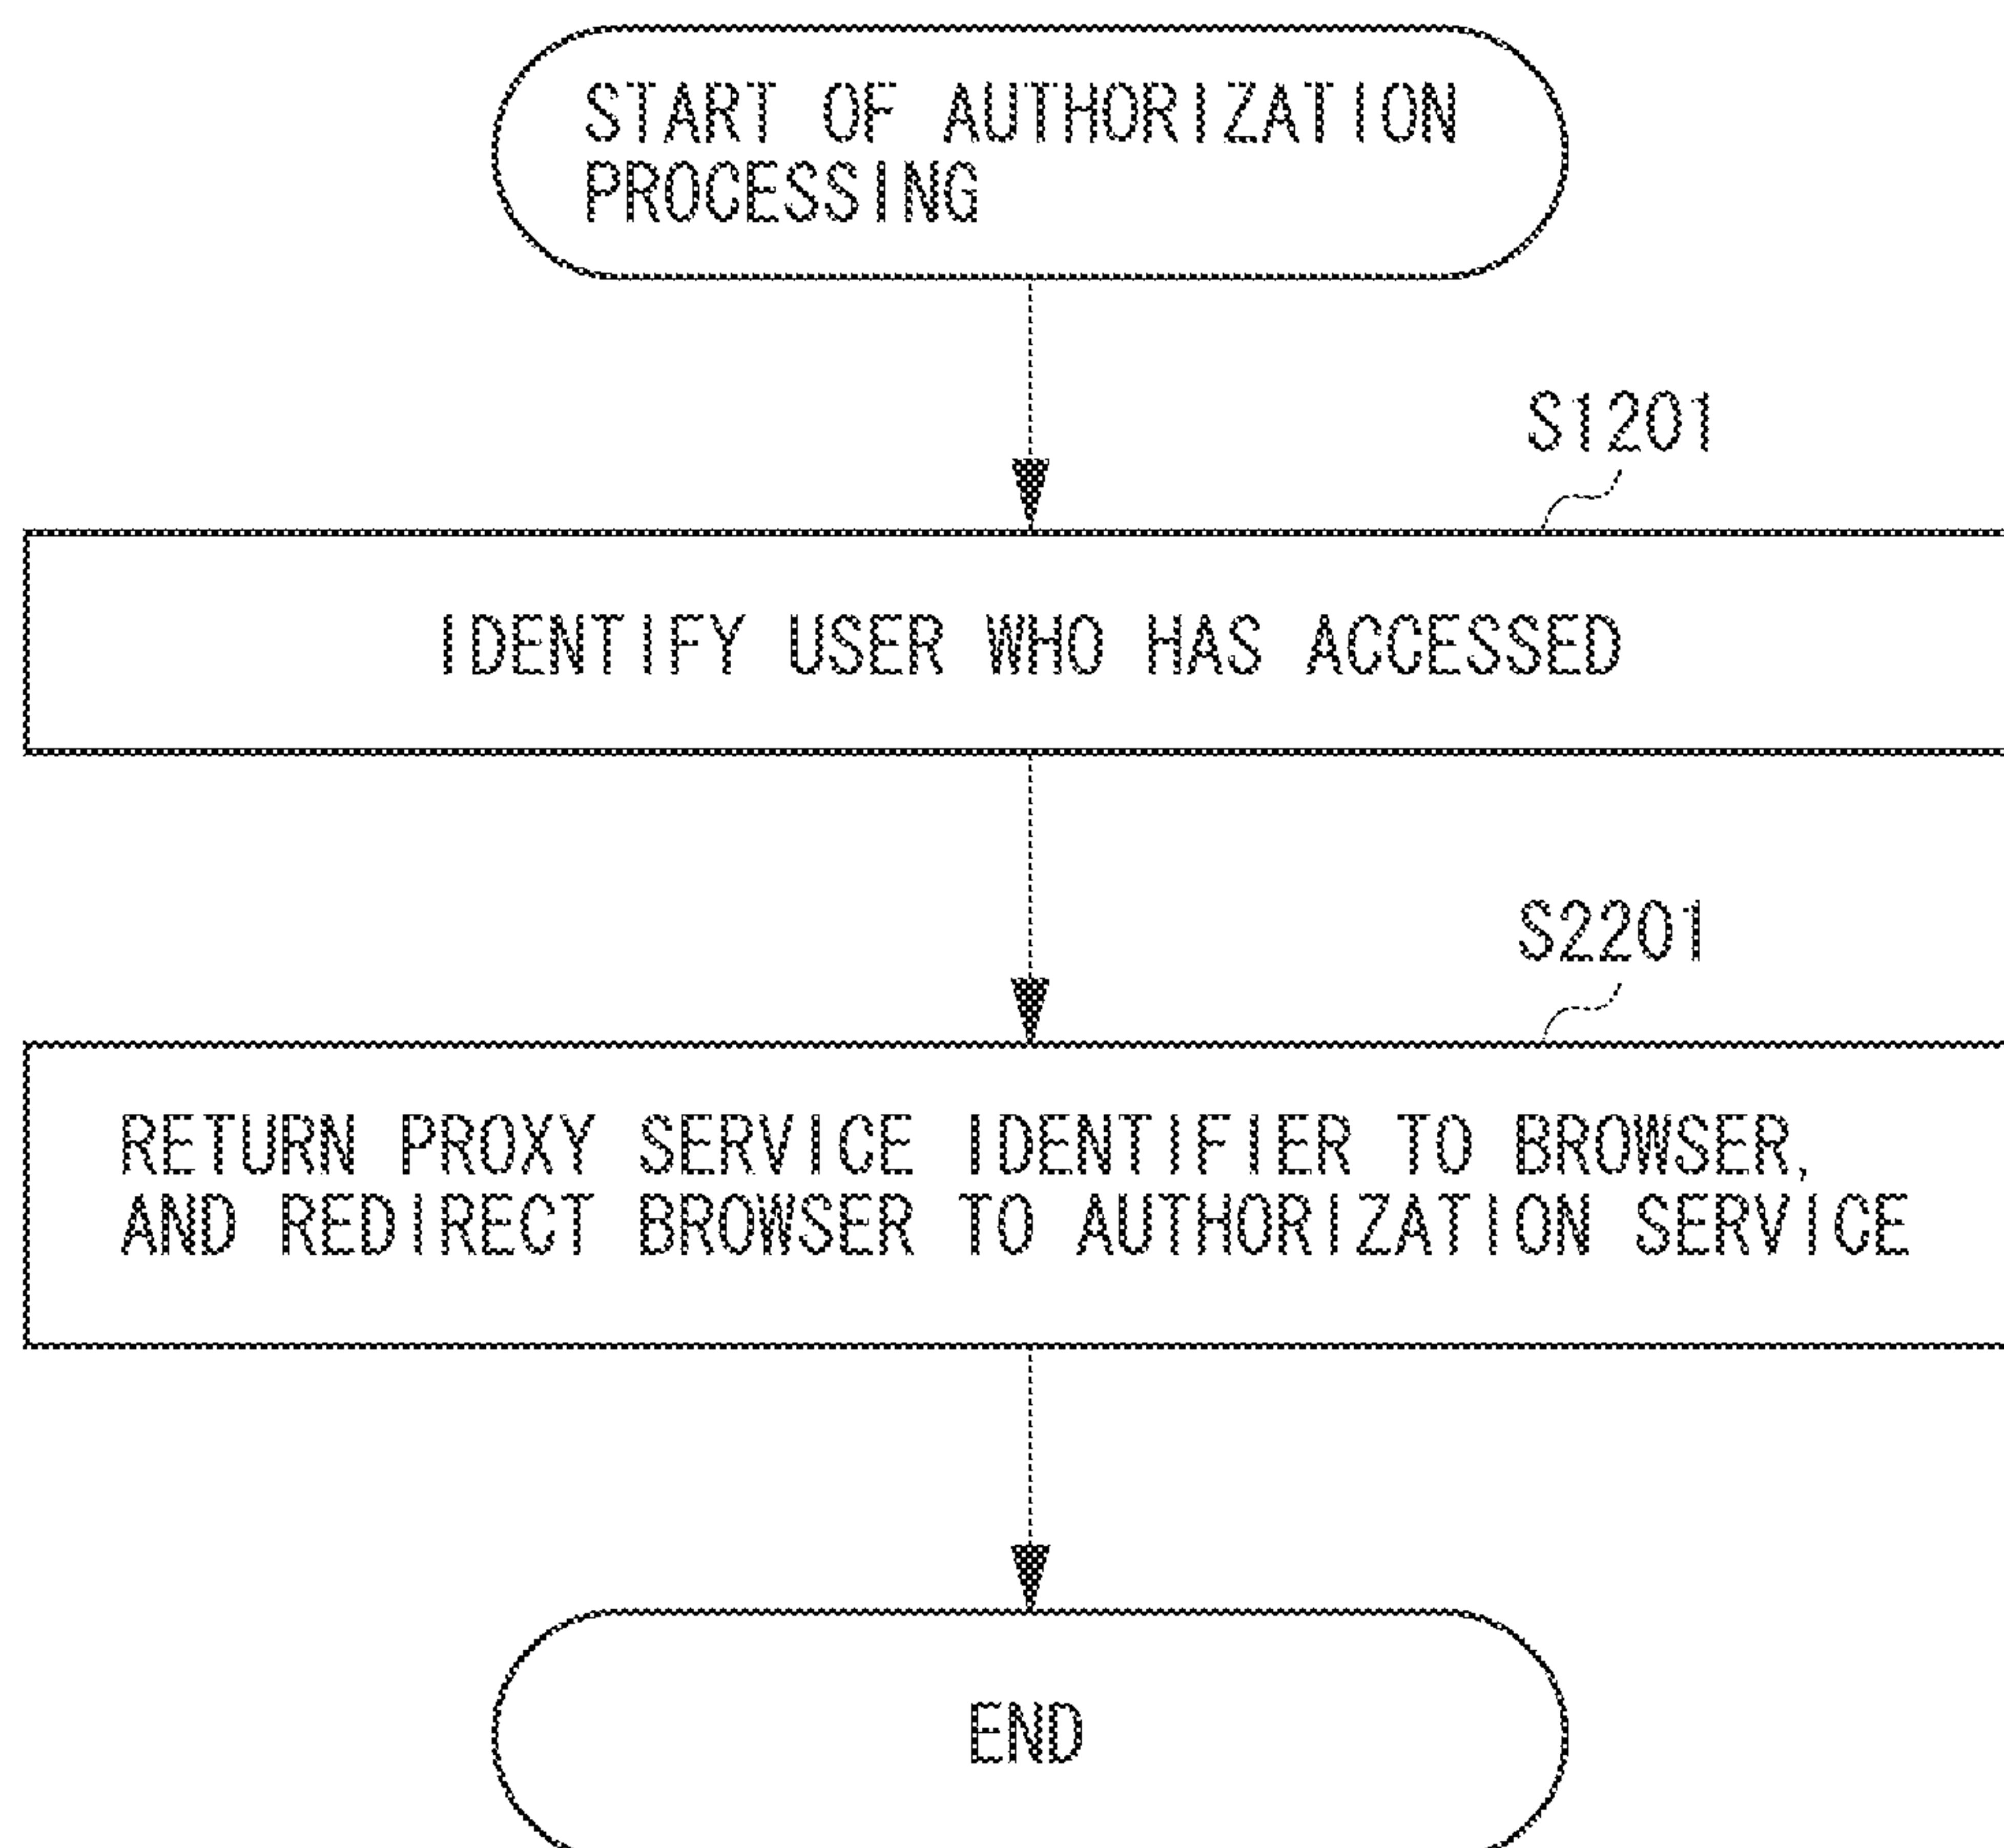 START OF AUTHORIZATION
PROCESSING
S1201
IDENTIFY USER WHO HAS ACCESSED
S2201
RETURN PROXY SERVICE IDENTIFIER TO BROWSER,
AND REDIRECT BROWSER TO AUTHORIZATION SERVICE
END